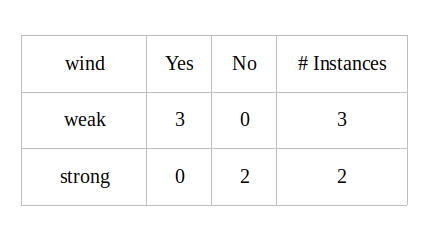 wind Yes No # Instances
weak 3 0 3
strong 0 2 2